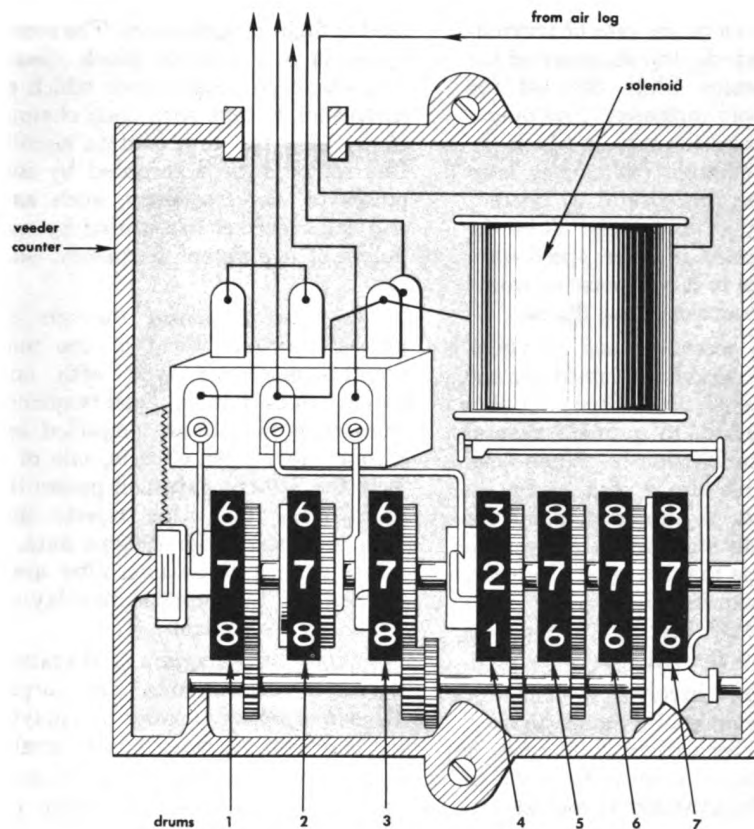 from air log
solenoid
veeder
counter
6 6 6 3 8 8 8
7 7 7 2 7 7 7
8 8 8 1 6 6 6
drums 1 2 3 4 5 6 7